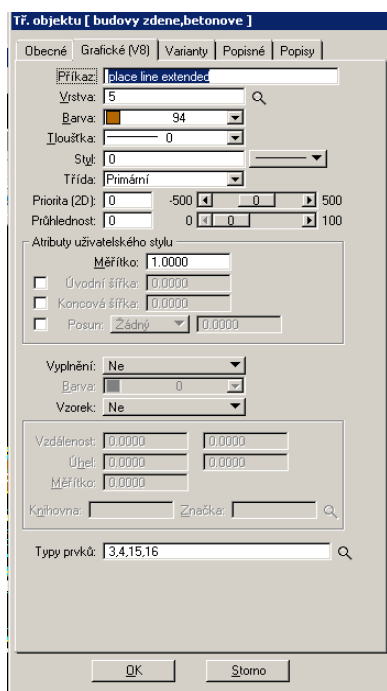 Tř. objektu [ budovy zdene,betonove ]
Obecné Grafické (V8) Varianty Popisné Popisy
Příkaz: place line extended
Vrstva: 5
Barva: 94
Tloušťka: 0
Styl: 0
Třída: Primární
Priorita (2D): 0 -500 0 500
Průhlednost: 0 0 0 100
Atributy uživatelského stylu
Měřítko: 1.0000
Úvodní šířka: 0.0000
Koncová šířka: 0.0000
Posun: Žádný 0.0000
Vyplnění: Ne
Barva: 0
Vzorek: Ne
Vzdálenost: 0.0000 0.0000
Úhel: 0.0000 0.0000
Měřítko: 0.0000
Knihovna: Značka:
Typy prvků: 3,4,15,16
OK Storno